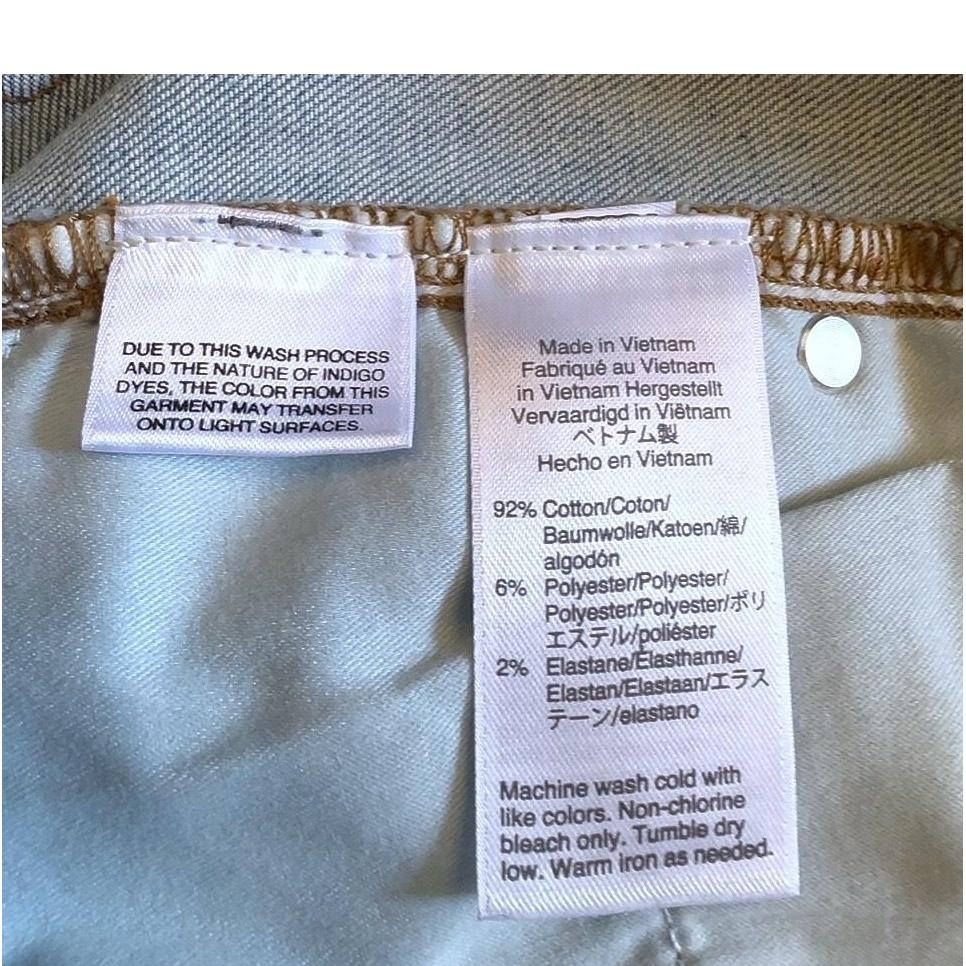 DUE TO THIS WASH PROCESS
AND THE NATURE OF INDIGO
DYES, THE COLOR FROM THIS
GARMENT MAY TRANSFER
ONTO LIGHT SURFACES.
Made in Vietnam
Fabriqué au Vietnam
in Vietnam Hergestellt
Vervaardigd in Viêtnam
ベトナム製
Hecho en Vietnam
92% Cotton/Coton/
Baumwolle/Katoen/綿/
algodón
6% Polyester/Polyester/
Polyester/Polyester/ポリ
エステル/poliéster
2% Elastane/Élasthanne/
Elastan/Elastaan/エラス
テーン/elastano
Machine wash cold with
like colors. Non-chlorine
bleach only. Tumble dry
low. Warm iron as needed.